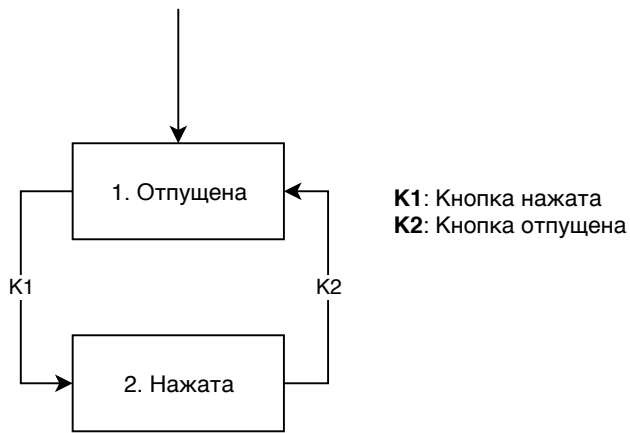 1. Отпущена
K1: Кнопка нажата
K2: Кнопка отпущена
K1
K2
2. Нажата